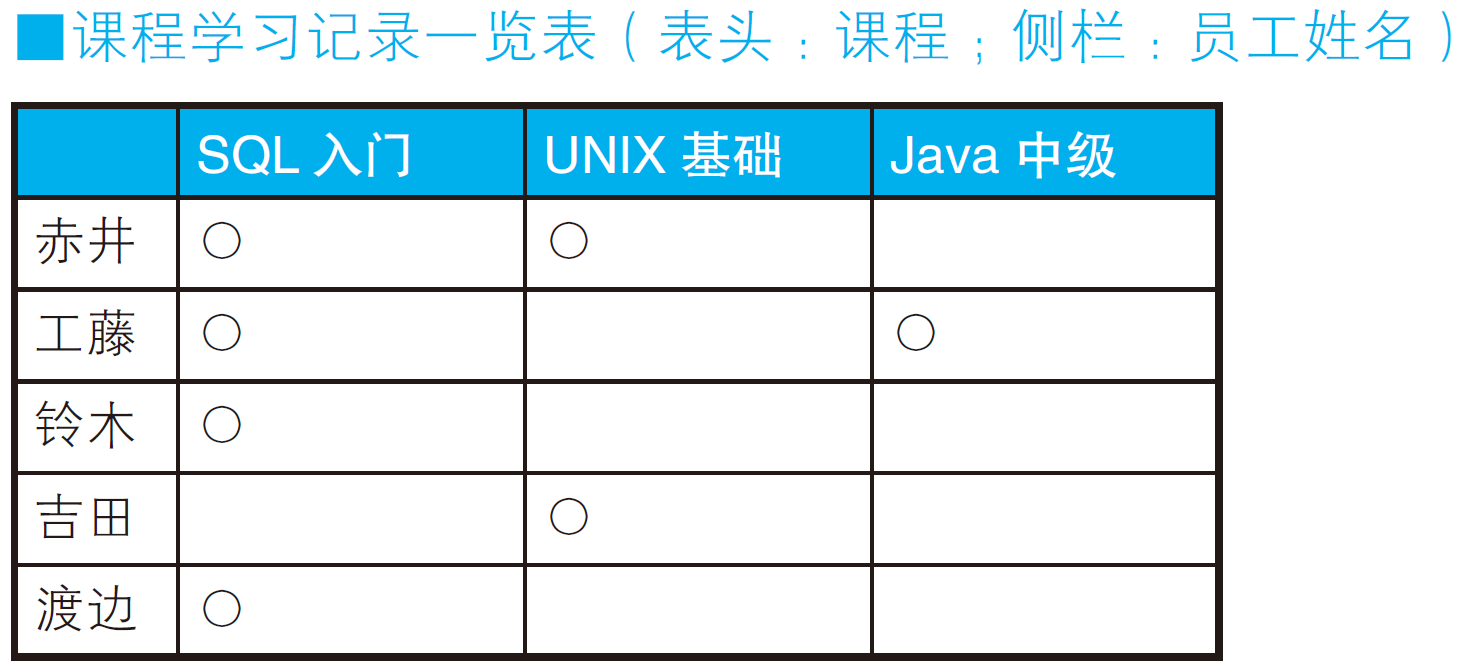 ■课程学习记录一览表（表头：课程；侧栏：员工姓名）
SQL 入门 UNIX 基础 Java 中级
赤井 ○ ○
工藤 ○ ○
铃木 ○
吉田 ○
渡边 ○